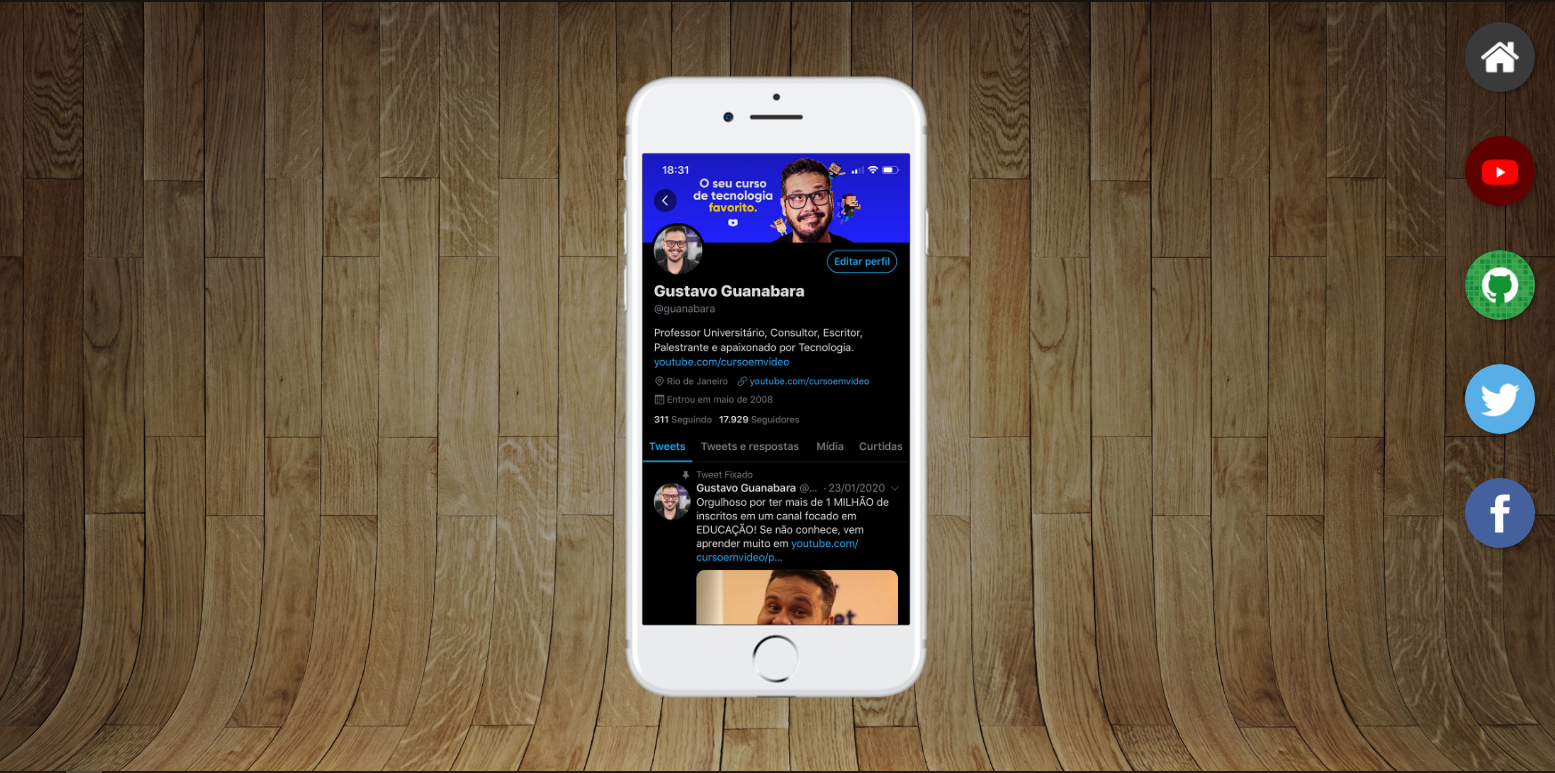 18:31
O seu curso
de tecnologia
favorito.
Editar perfil
Gustavo Guanabara
@guanabara
Professor Universitário, Consultor, Escritor,
Palestrante e apaixonado por Tecnologia.
youtube.com/cursoemvideo
Rio de Janeiro youtube.com/cursoemvideo
Entrou em maio de 2008
311 Seguindo 17.929 Seguidores
Tweets Tweets e respostas Mídia Curtidas
Tweet Fixado
Gustavo Guanabara @... · 23/01/2020
Orgulhoso por ter mais de 1 MILHÃO de
inscritos em um canal focado em
EDUCAÇÃO! Se não conhece, vem
aprender muito em youtube.com/
cursoemvideo/p...